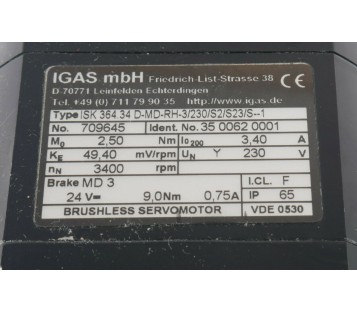 IGAS mbH Friedrich-List-Strasse 38 CE
D-70771 Leinfelden Echterdingen
Tel. +49 (0) 711 79 90 35 http://www.igas.de
Type ISK 364 34 D-MD-RH-3/230/S2/S23/S--1
No. 709645 Ident. No. 35 0062 0001
M₀ 2,50 Nm I₀ 200 3,40 A
K_E 49,40 mV/rpm U_N Y 230 V
n_N 3400 rpm
Brake MD 3 I.CL. F
24 V= 9,0Nm 0,75A IP 65
BRUSHLESS SERVOMOTOR VDE 0530